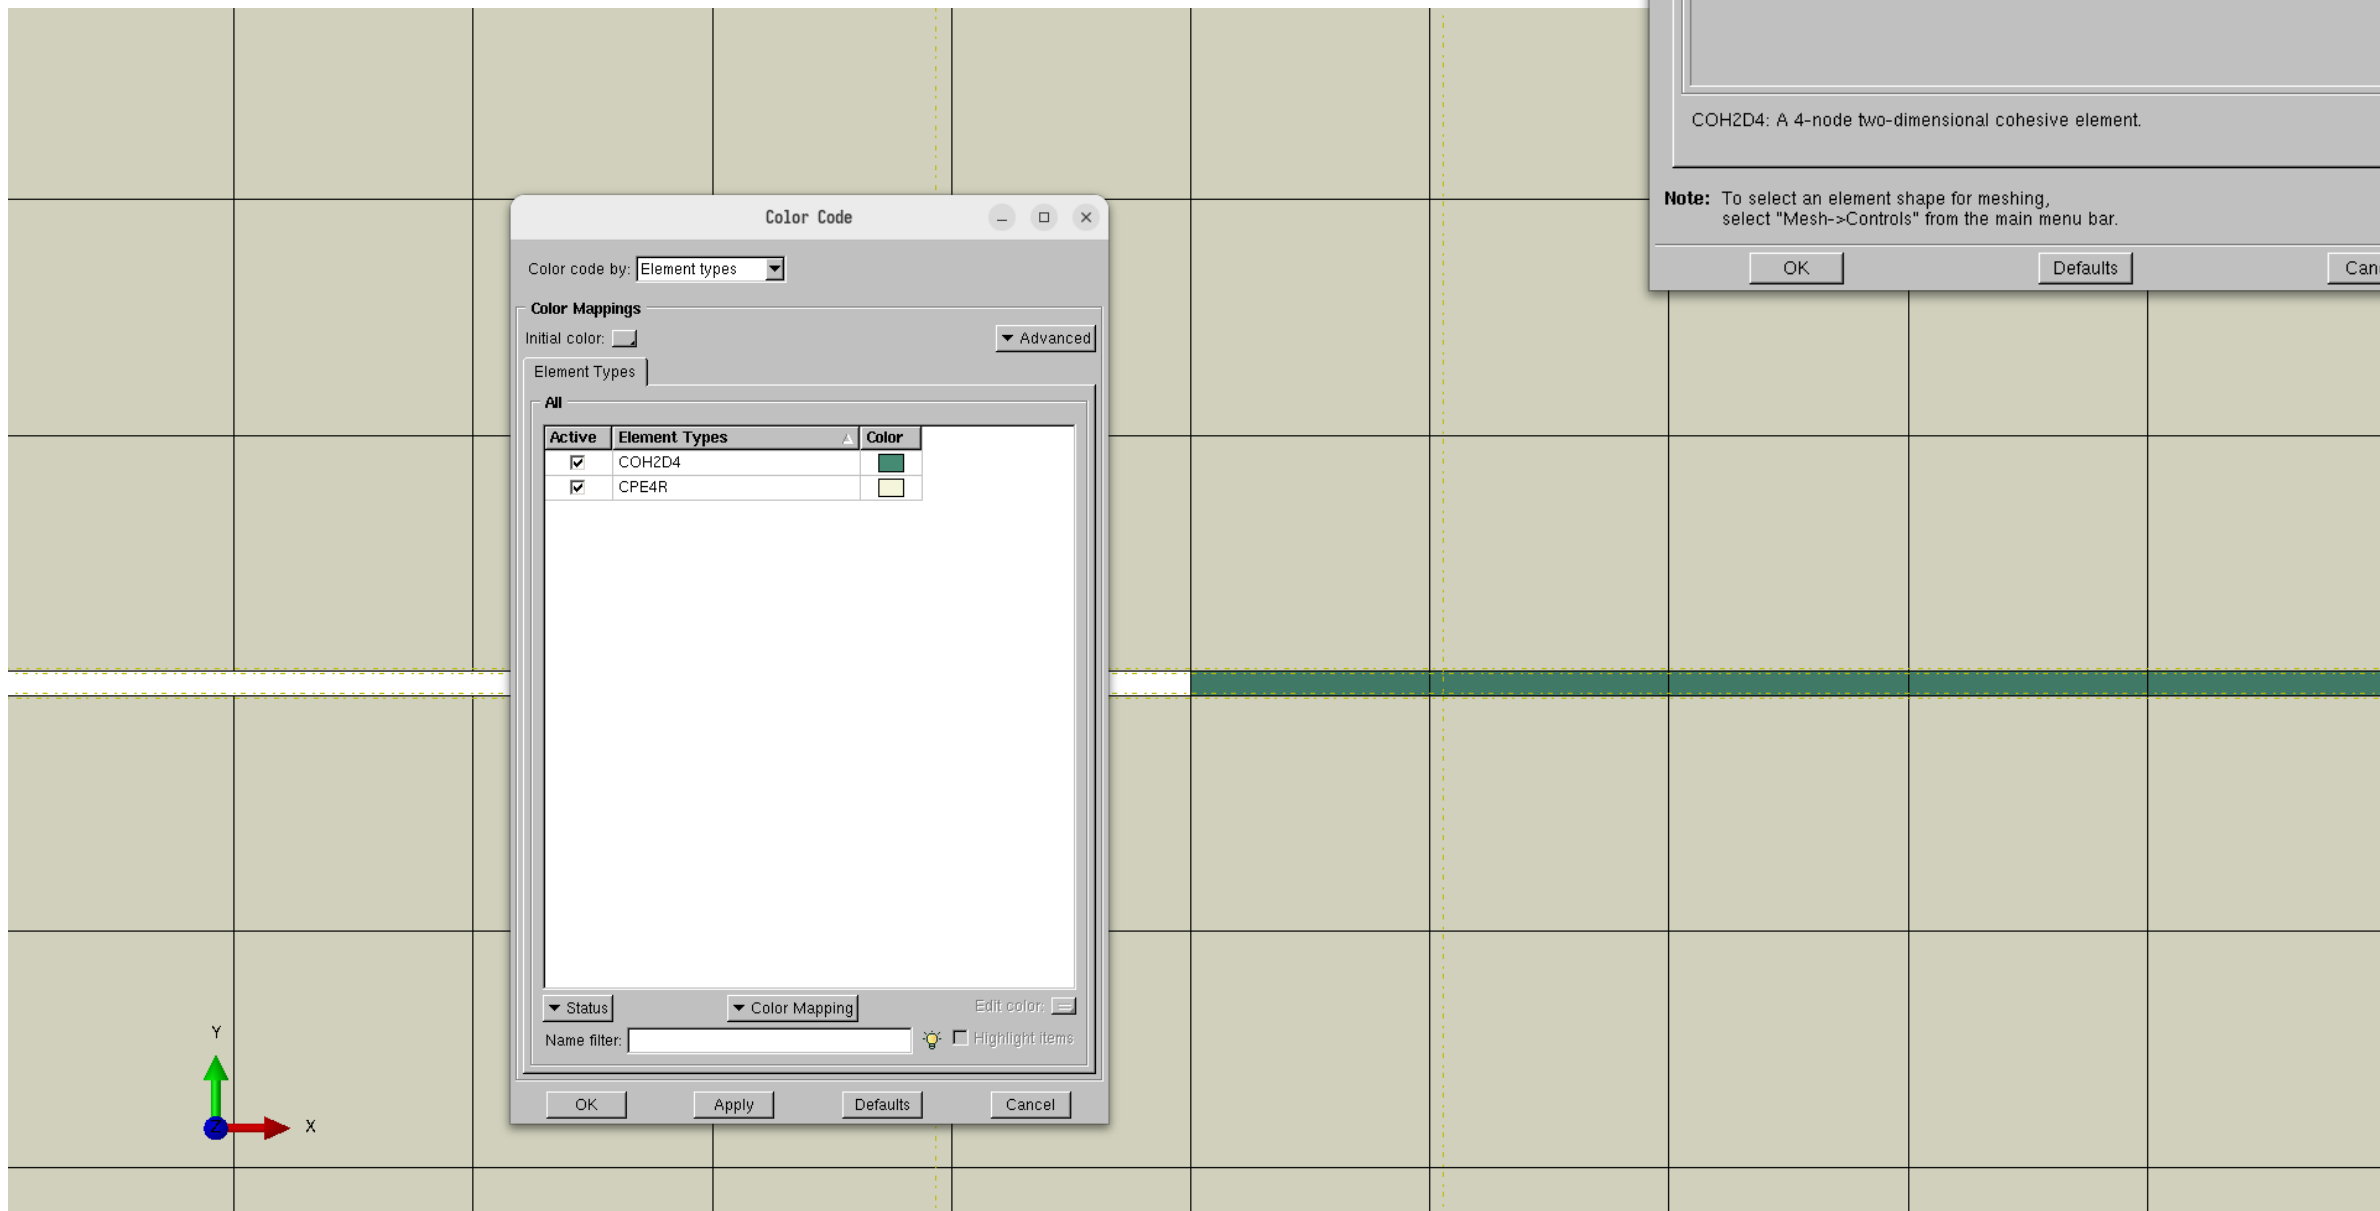 COH2D4: A 4-node two-dimensional cohesive element.
Note: To select an element shape for meshing,
select "Mesh->Controls" from the main menu bar.
OK
Defaults
Can
Color Code
Color code by: Element types
Color Mappings
Initial color:
Advanced
Element Types
All
Active Element Types Color
COH2D4
CPE4R
Status
Color Mapping
Edit color:
Name filter:
Highlight items
OK
Apply
Defaults
Cancel
Y
Z
X